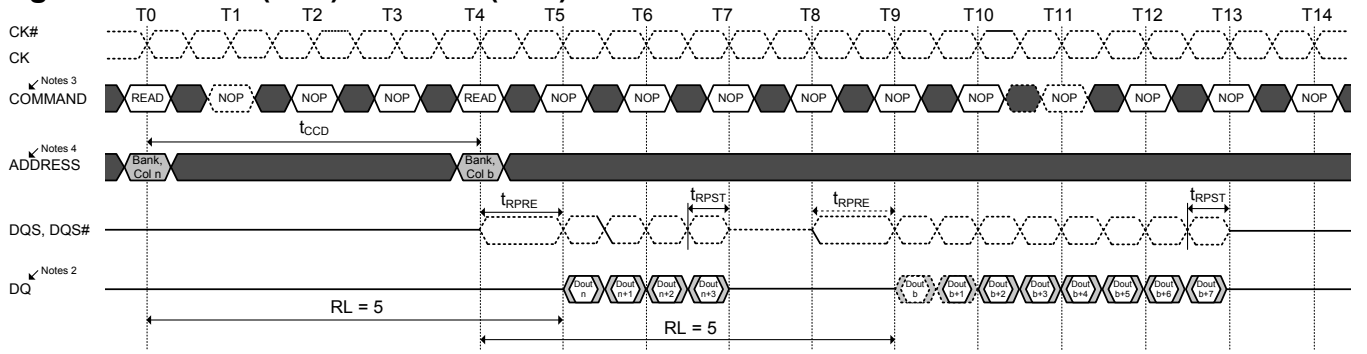 T0 T1 T2 T3 T4 T5 T6 T7 T8 T9 T10 T11 T12 T13 T14
CK#
CK
Notes 3
COMMAND READ NOP NOP NOP READ NOP NOP NOP NOP NOP NOP NOP NOP NOP NOP
tCCD
Notes 4
ADDRESS
Bank,
Col n
Bank,
Col b
tRPRE tRPST tRPRE tRPST
DQS, DQS#
Notes 2
DQ
Dout
n
Dout
n+1
Dout
n+2
Dout
n+3
Dout
b
Dout
b+1
Dout
b+2
Dout
b+3
Dout
b+4
Dout
b+5
Dout
b+6
Dout
b+7
RL = 5
RL = 5